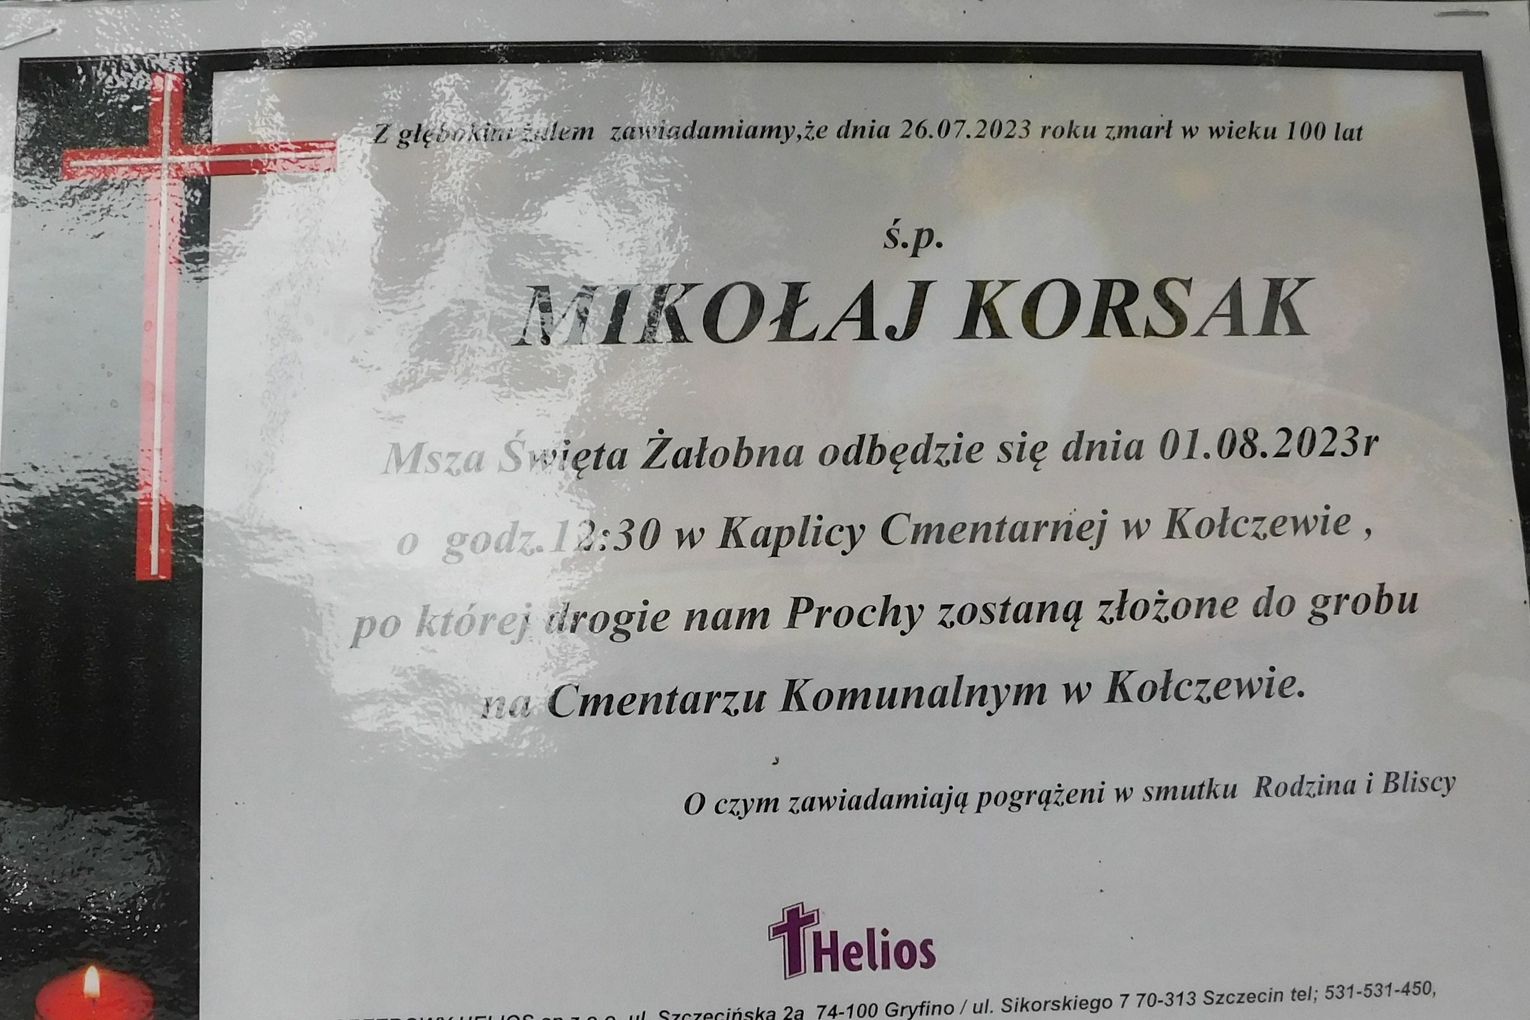 Z głębokim żalem zawiadamiamy,że dnia 26.07.2023 roku zmarł w wieku 100 lat
ś.p.
MIKOŁAJ KORSAK
Msza Święta Żałobna odbędzie się dnia 01.08.2023r
o godz.12:30 w Kaplicy Cmentarnej w Kołczewie ,
po której drogie nam Prochy zostaną złożone do grobu
na Cmentarzu Komunalnym w Kołczewie.
O czym zawiadamiają pogrążeni w smutku Rodzina i Bliscy
Helios
HELIOS sp z o.o. ul. Szczecińska 2a 74-100 Gryfino / ul. Sikorskiego 7 70-313 Szczecin tel; 531-531-450,